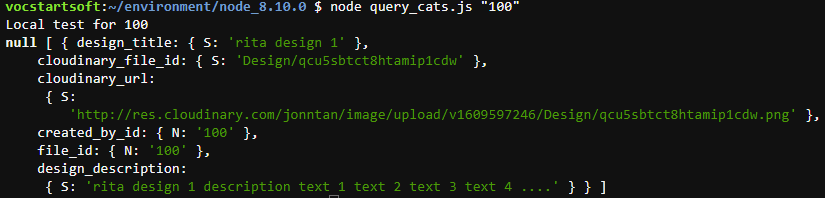 vocstartsoft:~/environment/node_8.10.0 $ node query_cats.js "100"
Local test for 100
null [ { design_title: { S: 'rita design 1' },
cloudinary_file_id: { S: 'Design/qcu5sbtct8htamip1cdw' },
cloudinary_url:
{ S:
'http://res.cloudinary.com/jonntan/image/upload/v1609597246/Design/qcu5sbtct8htamip1cdw.png' },
created_by_id: { N: '100' },
file_id: { N: '100' },
design_description:
{ S: 'rita design 1 description text 1 text 2 text 3 text 4 ....' } } ]